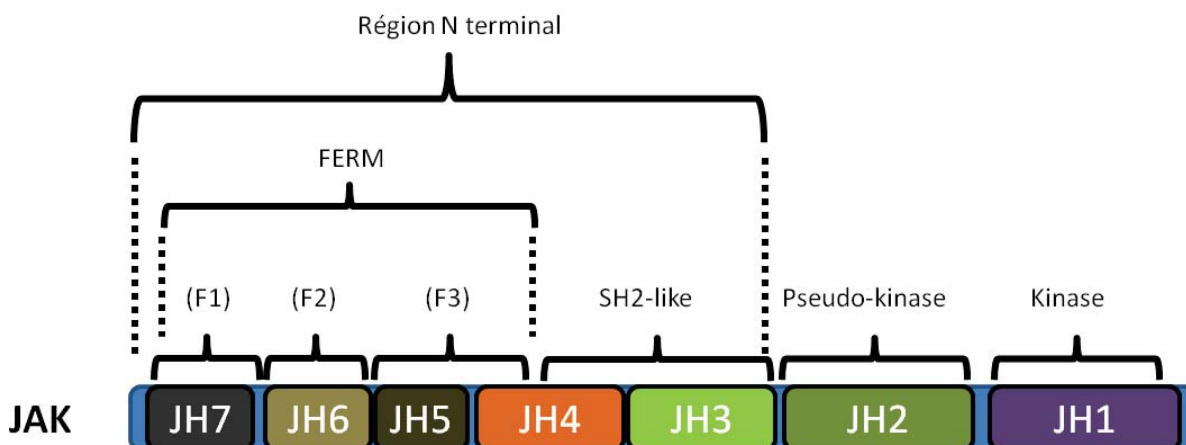 Région N terminal
FERM
(F1) (F2) (F3) SH2-like Pseudo-kinase Kinase
JAK JH7 JH6 JH5 JH4 JH3 JH2 JH1